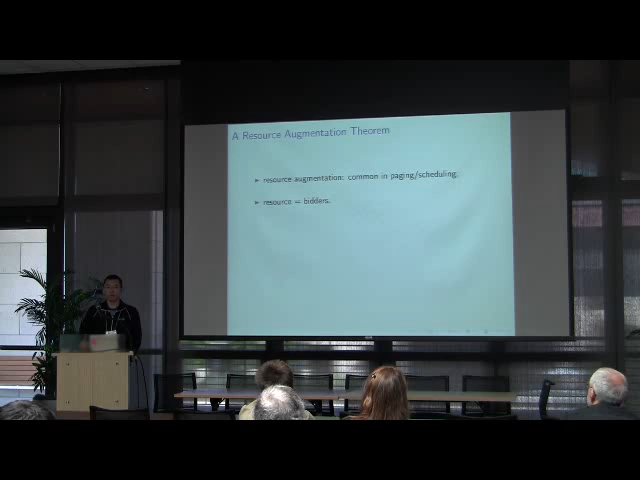 A Resource Augmentation Theorem
► resource augmentation: common in paging/scheduling.
► resource = bidders.